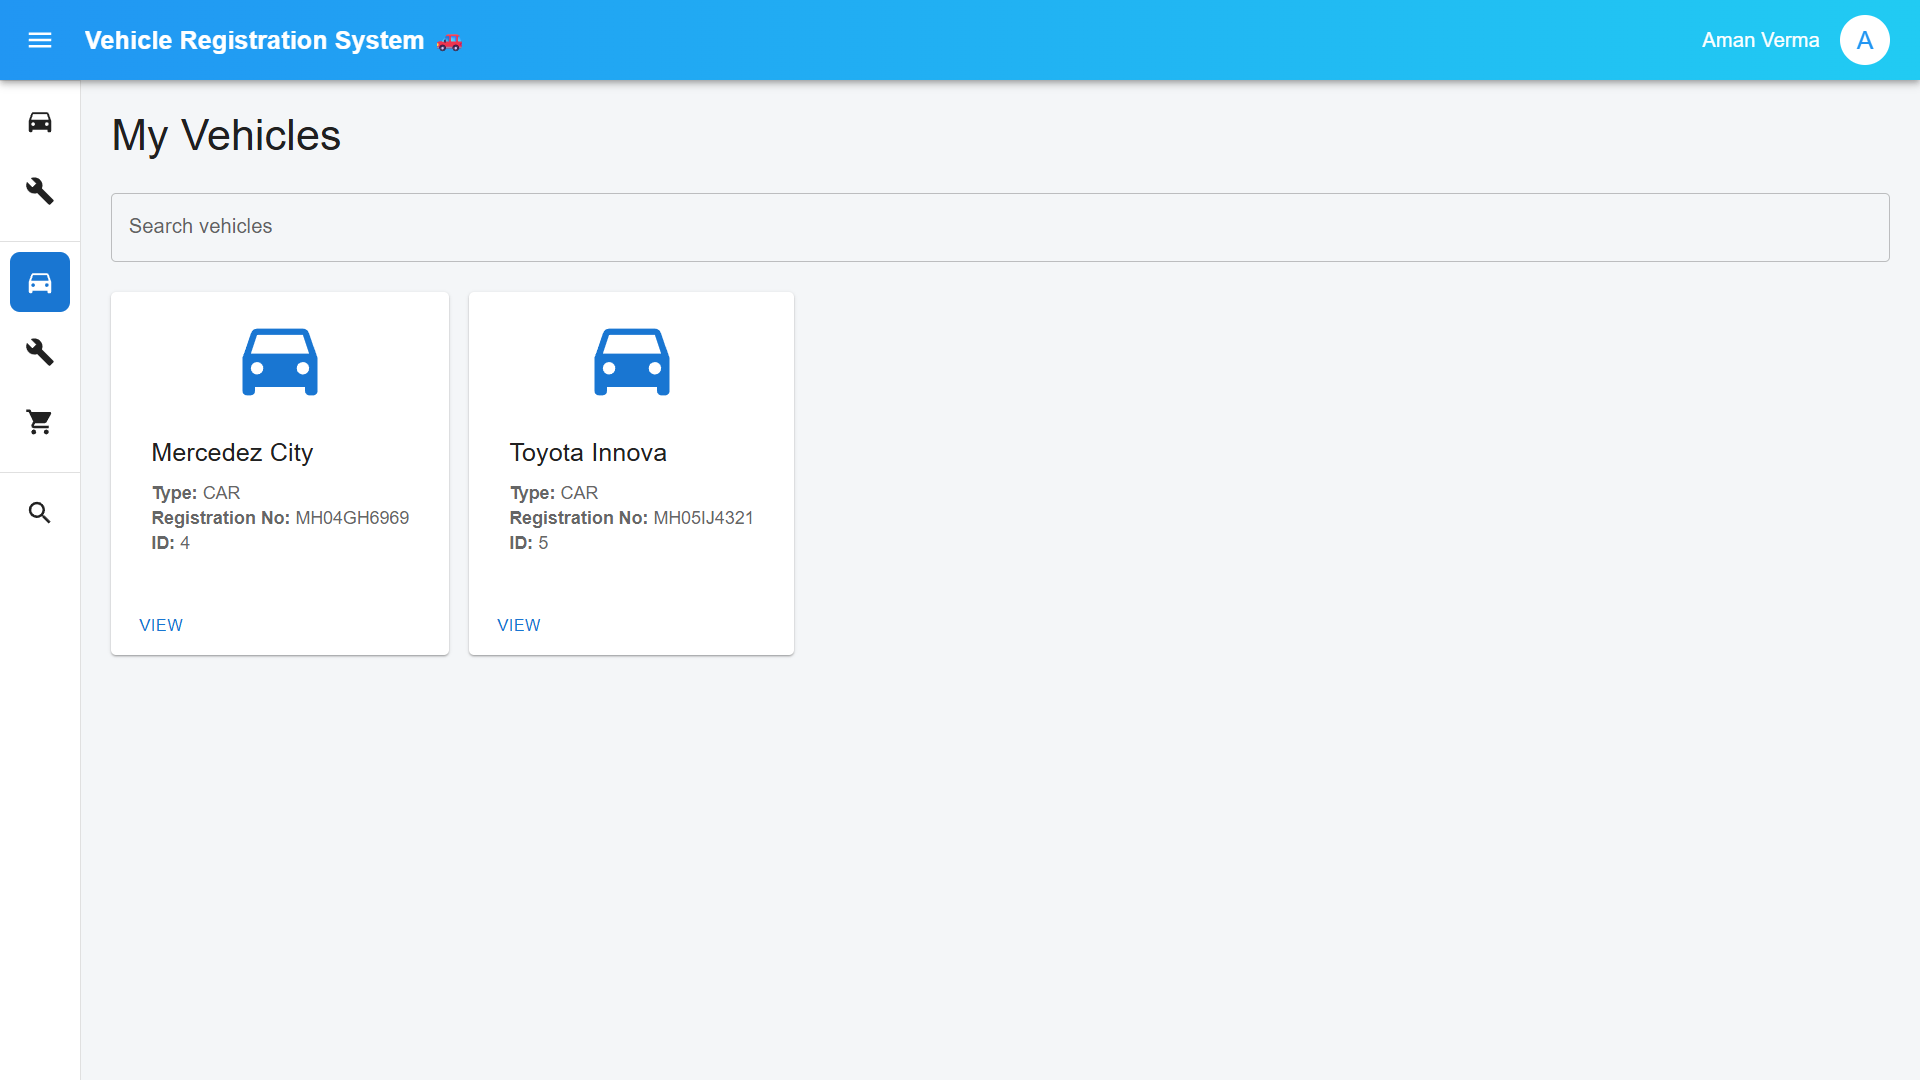 Vehicle Registration System
Aman Verma
A
My Vehicles
Search vehicles
Mercedez City
Type: CAR
Registration No: MH04GH6969
ID: 4
VIEW
Toyota Innova
Type: CAR
Registration No: MH05IJ4321
ID: 5
VIEW